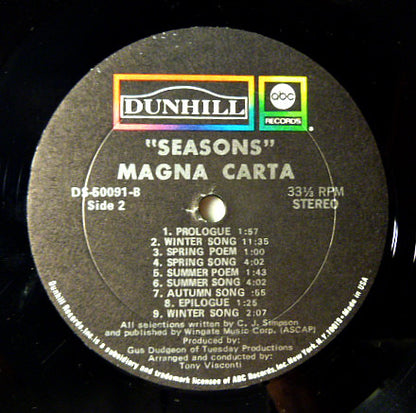 DUNHILL
abc
RECORDS
"SEASONS"
MAGNA CARTA
DS-50091-B
Side 2
33⅓ RPM
STEREO
1. PROLOGUE 1:57
2. WINTER SONG 11:35
3. SPRING POEM 1:00
4. SPRING SONG 4:02
5. SUMMER POEM 1:43
6. SUMMER SONG 4:02
7. AUTUMN SONG :55
8. EPILOGUE 1:25
9. WINTER SONG 2:07
All selections written by C. J. Simpson
and published by Wingate Music Corp. (ASCAP)
Produced by:
Gus Dudgeon of Tuesday Productions
Arranged and conducted by:
Tony Visconti
Dunhill Records, Inc. is a subsidiary and trademark licensee of ABC Records, Inc. New York, N.Y. 10019 • Made in USA